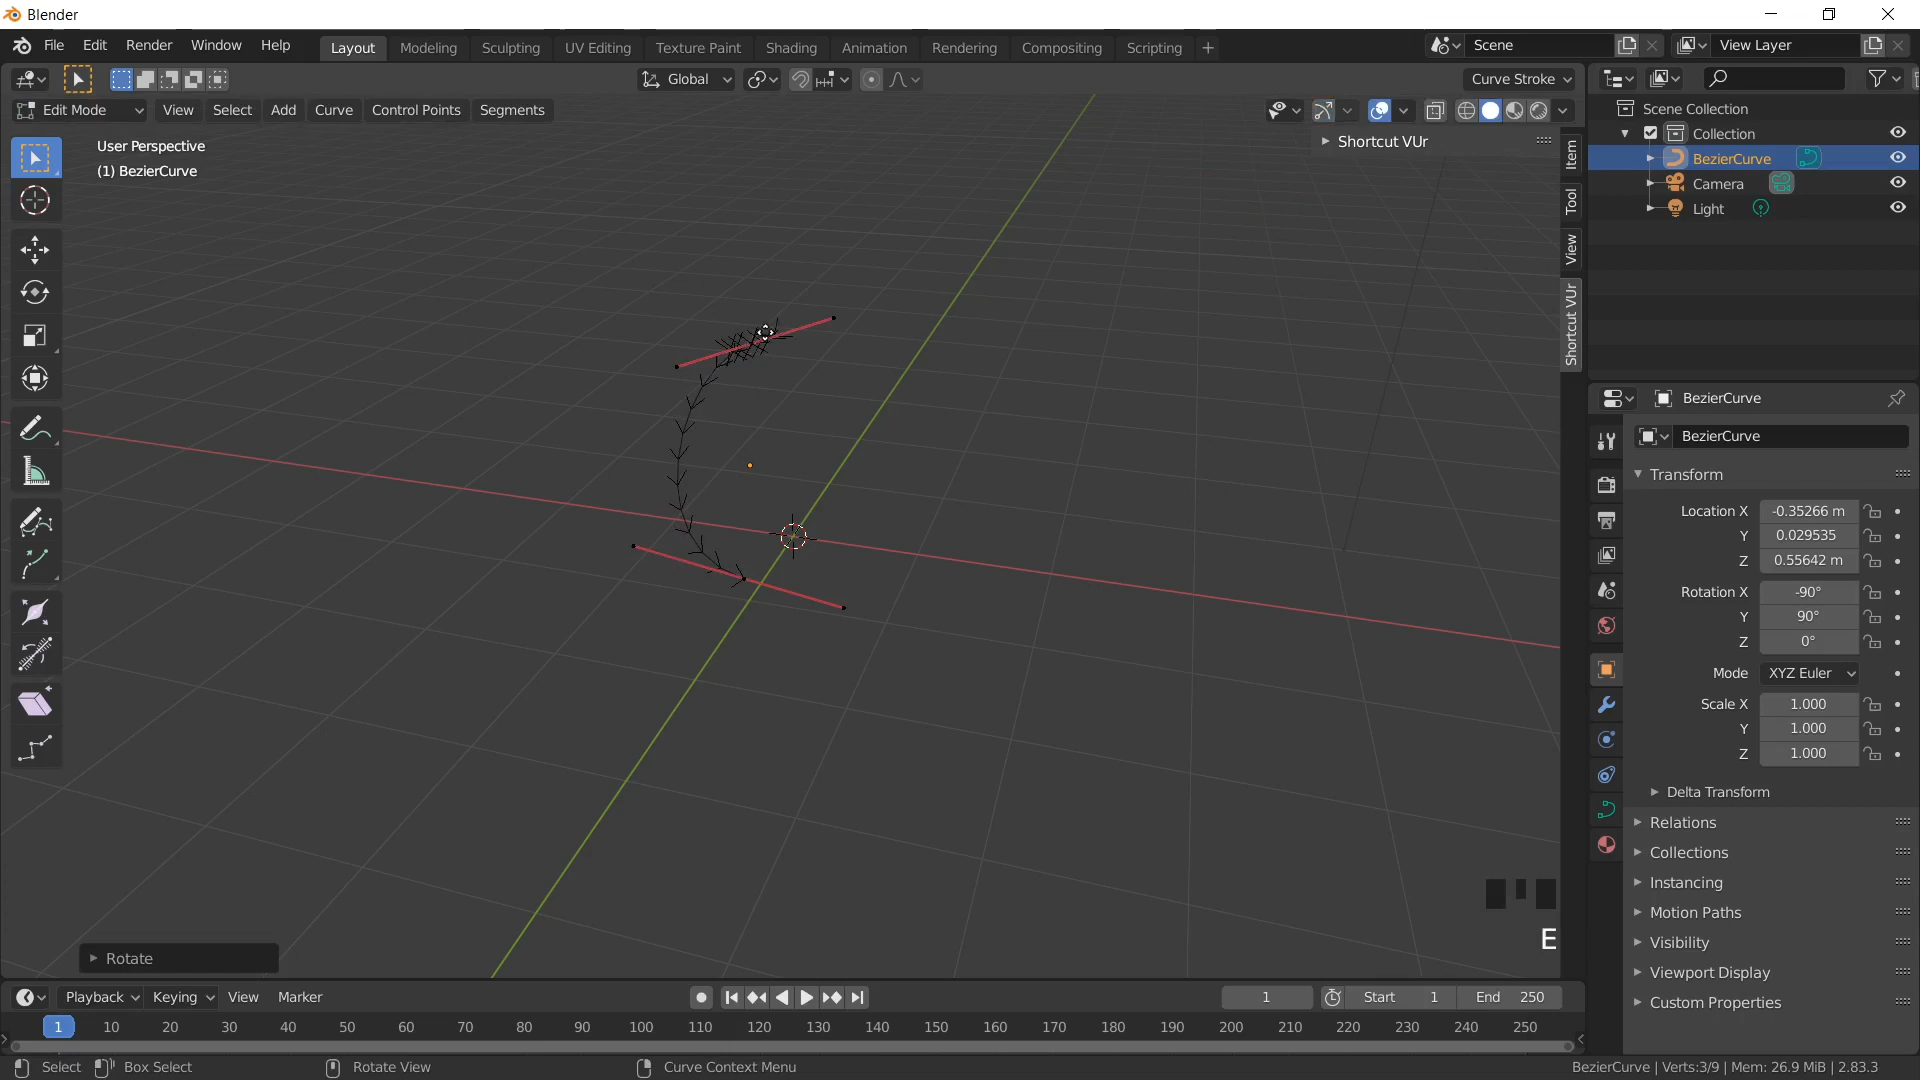 Blender
File Edit Render Window Help Layout Modeling Sculpting UV Editing Texture Paint Shading Animation Rendering Compositing Scripting + Scene View Layer
Global Curve Stroke
Edit Mode View Select Add Curve Control Points Segments
User Perspective
(1) BezierCurve
Shortcut VUr
Item
Tool
View
Shortcut VUr
Scene Collection
Collection
BezierCurve
Camera
Light
BezierCurve
BezierCurve
Transform
Location X -0.35266 m
Y 0.029535
Z 0.55642 m
Rotation X -90°
Y 90°
Z 0°
Mode XYZ Euler
Scale X 1.000
Y 1.000
Z 1.000
Delta Transform
Relations
Collections
Instancing
Motion Paths
Visibility
Viewport Display
Custom Properties
E
Rotate
Playback Keying View Marker 1 Start 1 End 250
1 10 20 30 40 50 60 70 80 90 100 110 120 130 140 150 160 170 180 190 200 210 220 230 240 250
Select Box Select Rotate View Curve Context Menu BezierCurve | Verts:3/9 | Mem: 26.9 MiB | 2.83.3